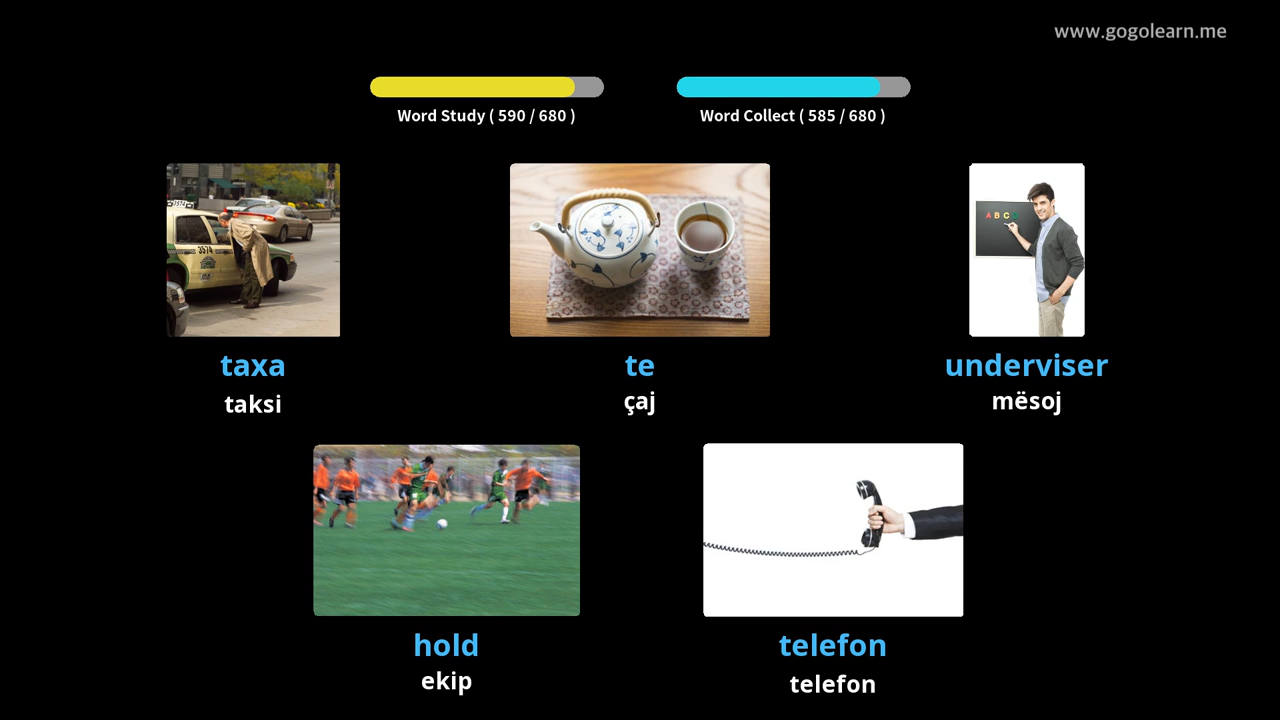 www.gogolearn.me
Word Study ( 590 / 680 )
Word Collect ( 585 / 680 )
3574
A B C D
taxa
te
underviser
taksi
çaj
mësoj
hold
telefon
ekip
telefon